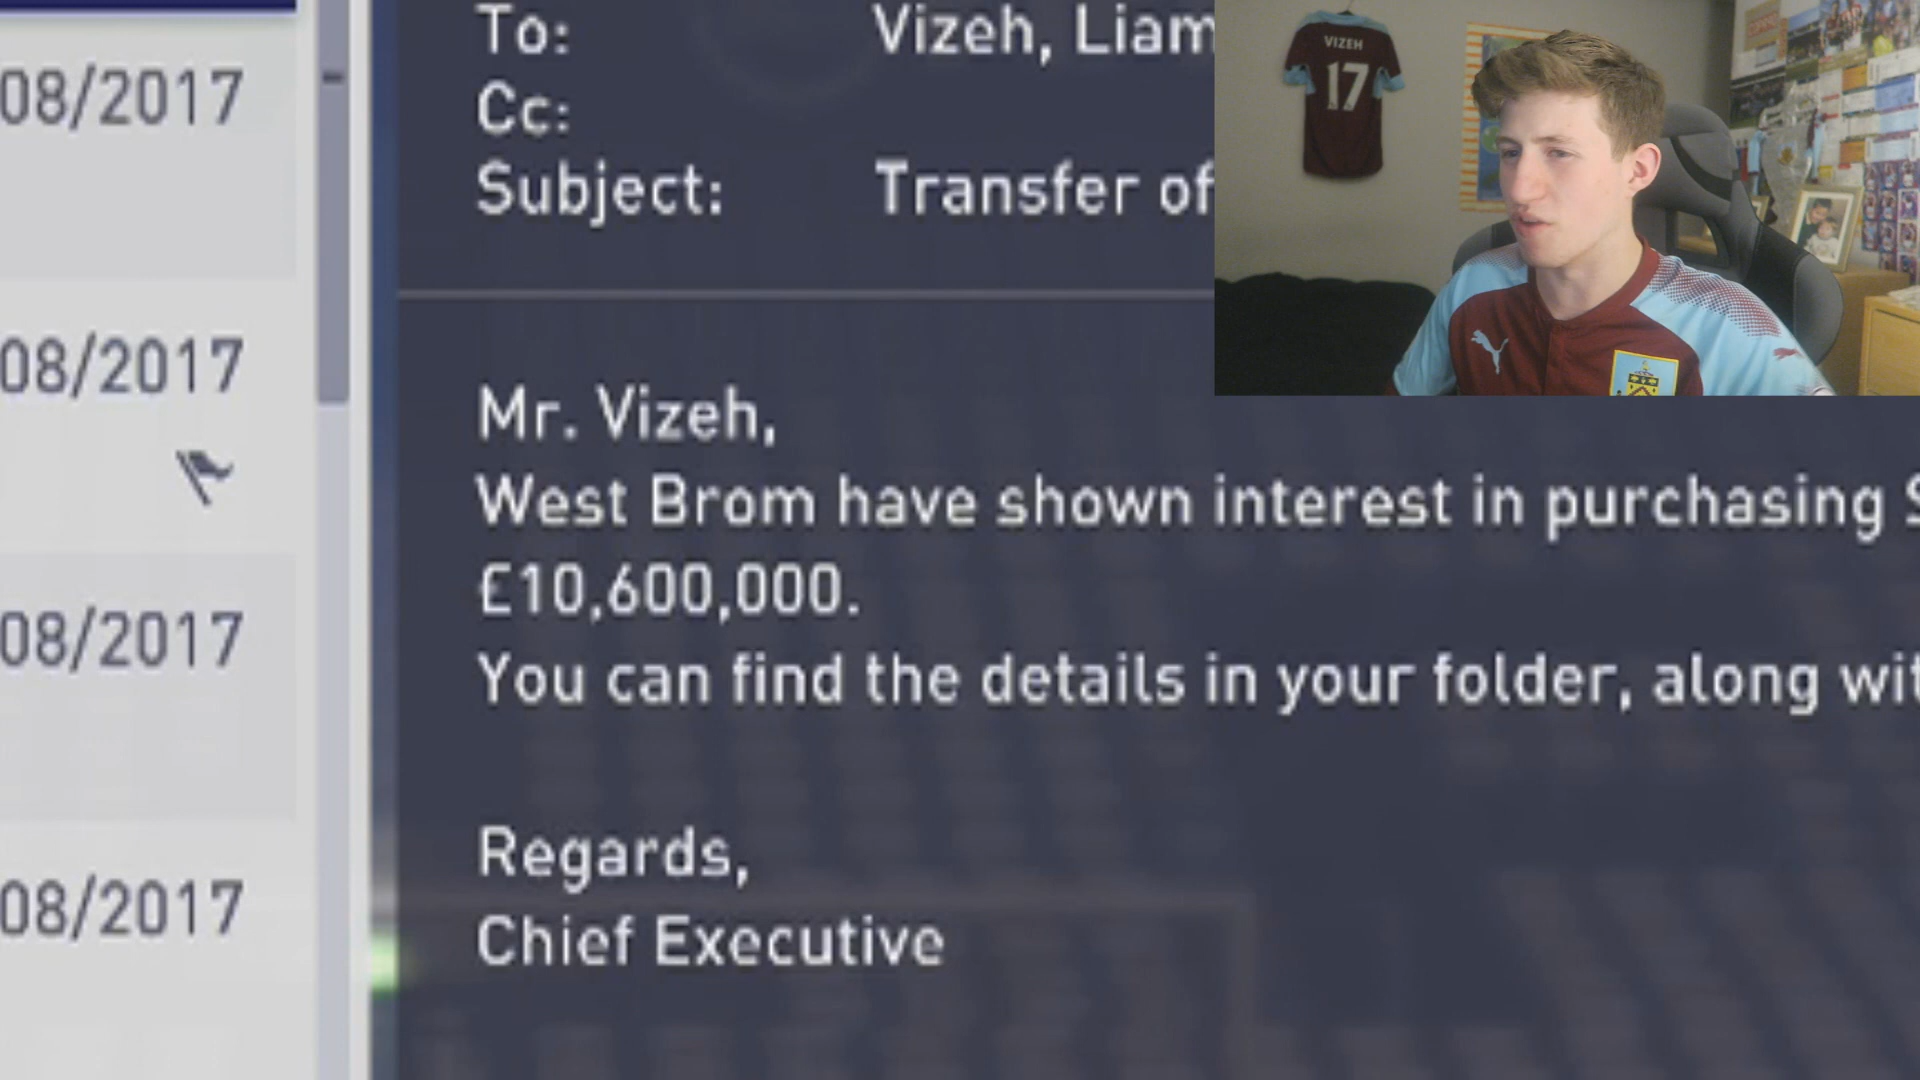 To: Vizeh, Liam
Cc:
Subject: Transfer of
Mr. Vizeh,
West Brom have shown interest in purchasing
£10,600,000.
You can find the details in your folder, along wit
Regards,
Chief Executive
08/2017
08/2017
08/2017
08/2017
VIZEH
17